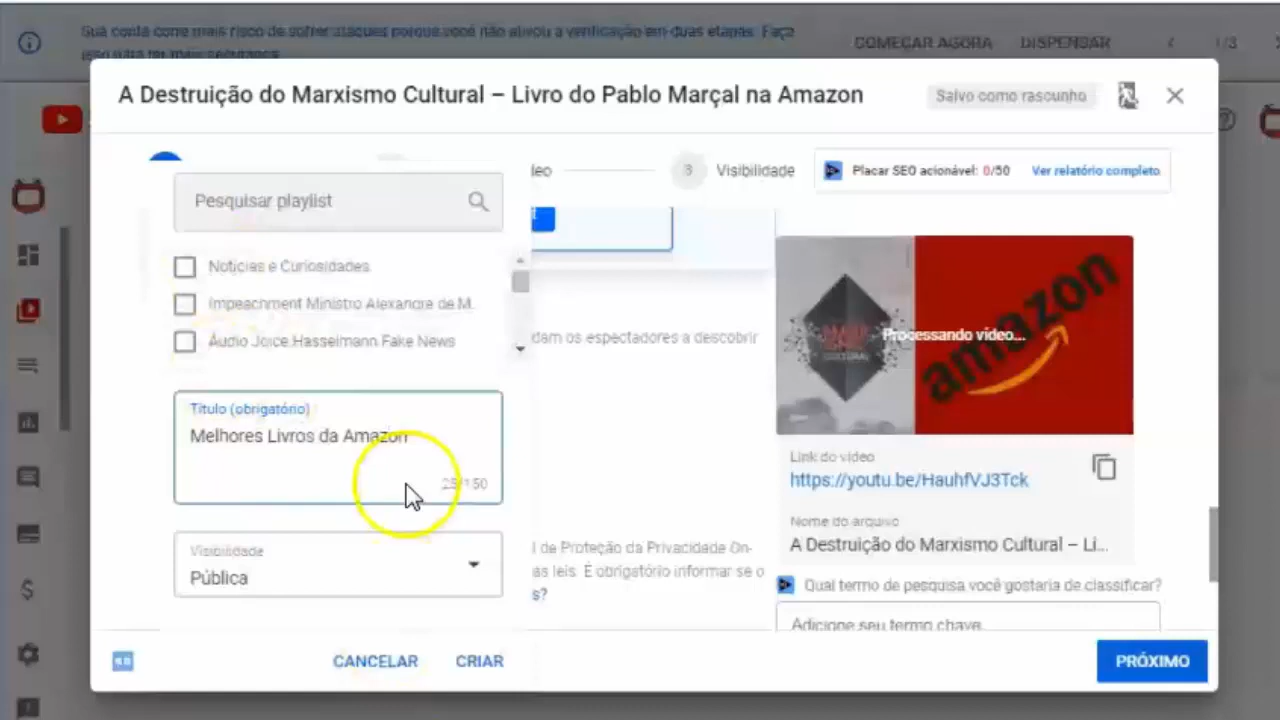 Sua conta corre mais risco de sofrer ataques porque você não ativou a verificação em duas etapas. Faça
isso para ter mais segurança.
COMEÇAR AGORA
DISPENSAR
1/3
A Destruição do Marxismo Cultural – Livro do Pablo Marçal na Amazon
Salvo como rascunho
deo
3
Visibilidade
Placar SEO acionável: 0/50
Ver relatório completo
Pesquisar playlist
Notícias e Curiosidades
Impeachment Ministro Alexandre de M...
Áudio Joice Hasselmann Fake News
dam os espectadores a descobrir
Processando vídeo...
amazon
Título (obrigatório)
Melhores Livros da Amazon
25/150
Link do vídeo
https://youtu.be/HauhfVJ3Tck
Nome do arquivo
A Destruição do Marxismo Cultural – Li...
Visibilidade
Pública
l de Proteção da Privacidade On-
as leis. É obrigatório informar se o
s?
Qual termo de pesquisa você gostaria de classificar?
Adicione seu termo chave.
CANCELAR
CRIAR
PRÓXIMO